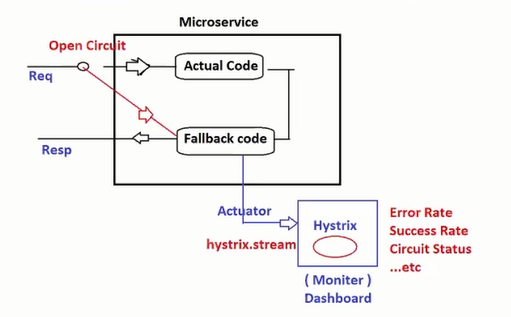 Microservice
Open Circuit
Actual Code
Req
Fallback code
Resp
Actuator
hystrix.stream
Hystrix
( Moniter )
Dashboard
Error Rate
Success Rate
Circuit Status
...etc